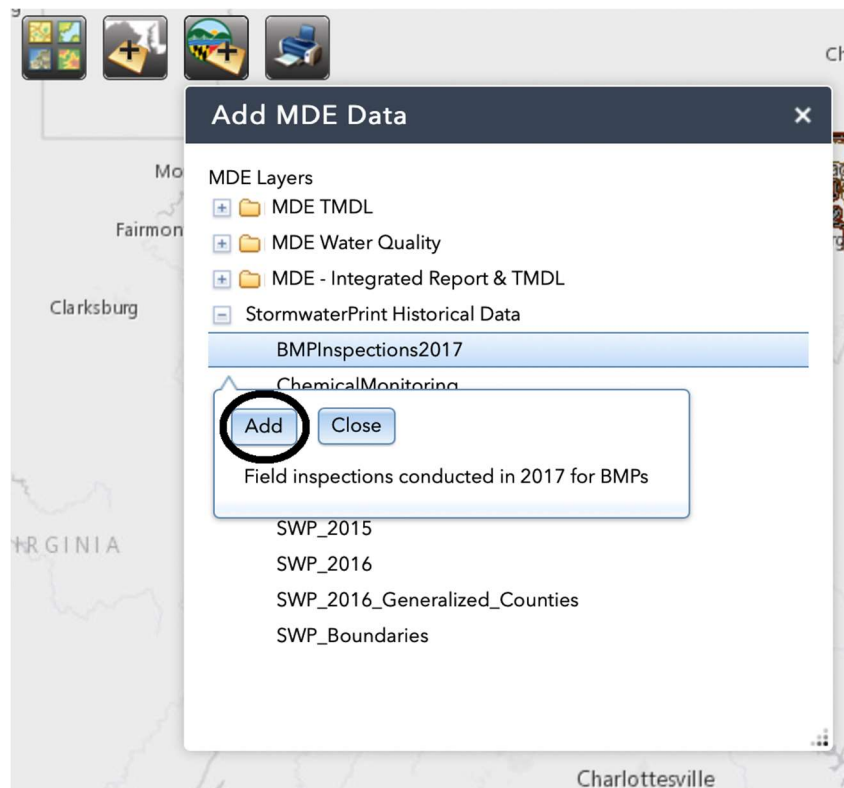 Add MDE Data
MDE Layers
MDE TMDL
MDE Water Quality
MDE - Integrated Report & TMDL
StormwaterPrint Historical Data
BMPInspections2017
ChemicalMonitoring
Add Close
Field inspections conducted in 2017 for BMPs
SWP_2015
SWP_2016
SWP_2016_Generalized_Counties
SWP_Boundaries
Ch
Mo
Fairmon
Clarksburg
IRGINIA
Charlottesville